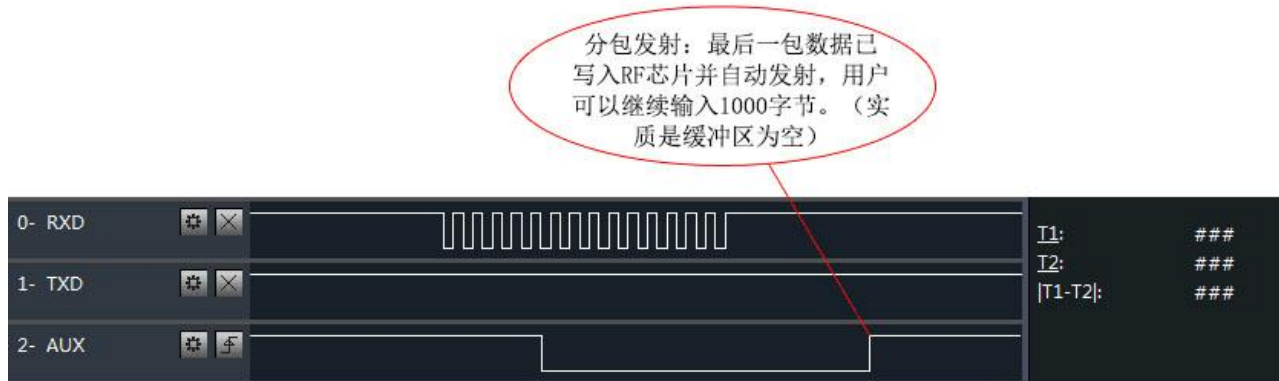 分包发射：最后一包数据已
写入RF芯片并自动发射，用户
可以继续输入1000字节。（实
质是缓冲区为空）
0- RXD
T1: ###
1- TXD
T2: ###
|T1-T2|: ###
2- AUX